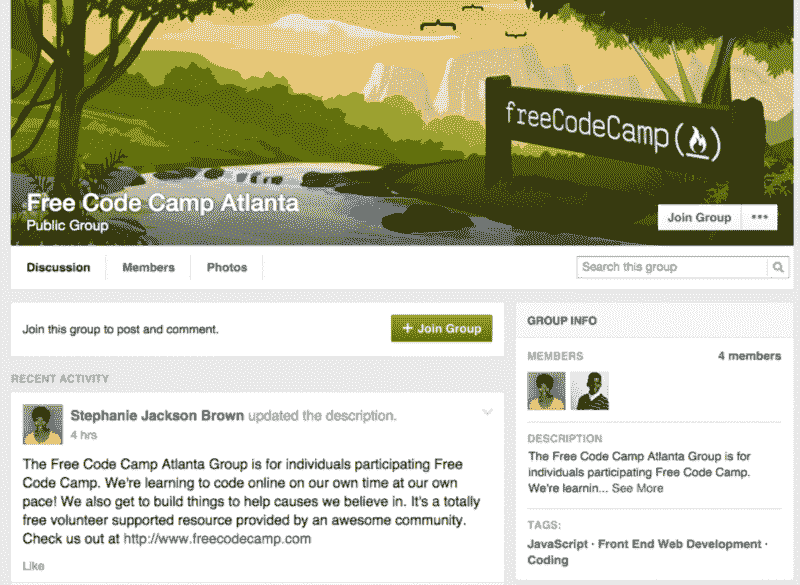 freeCodeCamp(
)
Free Code Camp Atlanta
Public Group
Join Group
•••
Discussion
Members
Photos
Search this group
Join this group to post and comment.
+ Join Group
RECENT ACTIVITY
Stephanie Jackson Brown updated the description.
4 hrs
The Free Code Camp Atlanta Group is for individuals participating Free
Code Camp. We're learning to code online on our own time at our own
pace! We also get to build things to help causes we believe in. It's a totally
free volunteer supported resource provided by an awesome community.
Check us out at http://www.freecodecamp.com
Like
GROUP INFO
MEMBERS
4 members
DESCRIPTION
The Free Code Camp Atlanta Group is for
individuals participating Free Code Camp.
We're learnin... See More
TAGS:
JavaScript · Front End Web Development ·
Coding